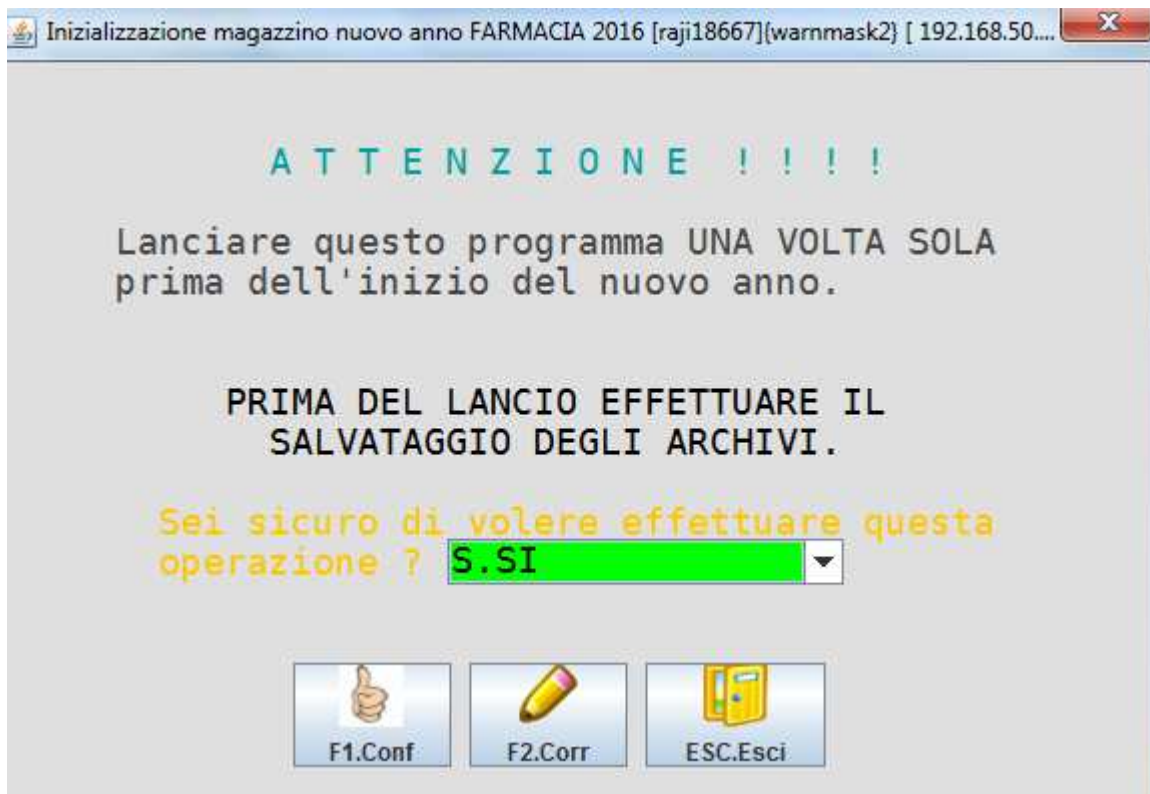 Inizializzazione magazzino nuovo anno FARMACIA 2016 [raji18667]{warnmask2} [ 192.168.50....
A T T E N Z I O N E ! ! ! !
Lanciare questo programma UNA VOLTA SOLA
prima dell'inizio del nuovo anno.
PRIMA DEL LANCIO EFFETTUARE IL
SALVATAGGIO DEGLI ARCHIVI.
Sei sicuro di volere effettuare questa
operazione ? S.SI
F1.Conf F2.Corr ESC.Esci